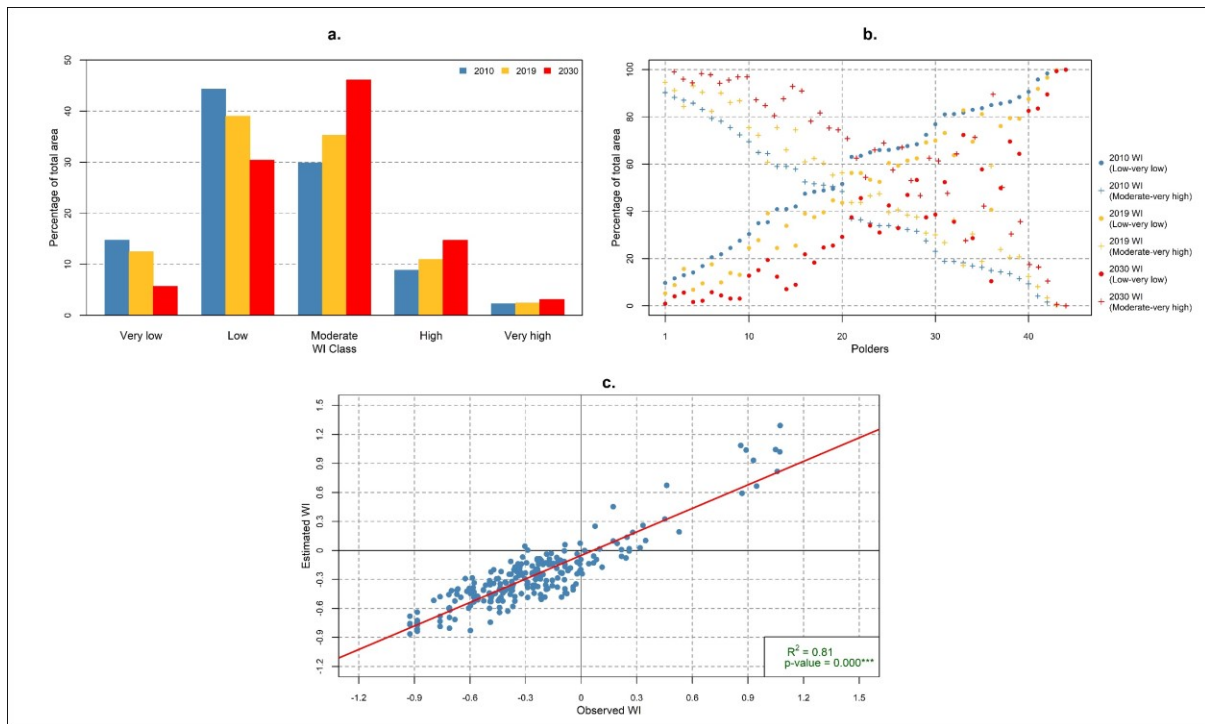 a.
2010 2019 2030
50
40
30
20
10
0
Percentage of total area
Very low Low Moderate High Very high
WI Class
b.
100
80
60
40
20
0
Percentage of total area
1 10 20 30 40
Polders
2010 WI
(Low-very low)
2010 WI
(Moderate-very high)
2019 WI
(Low-very low)
2019 WI
(Moderate-very high)
2030 WI
(Low-very low)
2030 WI
(Moderate-very high)
c.
1.5
1.2
0.9
0.6
0.3
0
-0.3
-0.6
-0.9
-1.2
Estimated WI
R² = 0.81
p-value = 0.000***
-1.2 -0.9 -0.6 -0.3 0 0.3 0.6 0.9 1.2 1.5
Observed WI